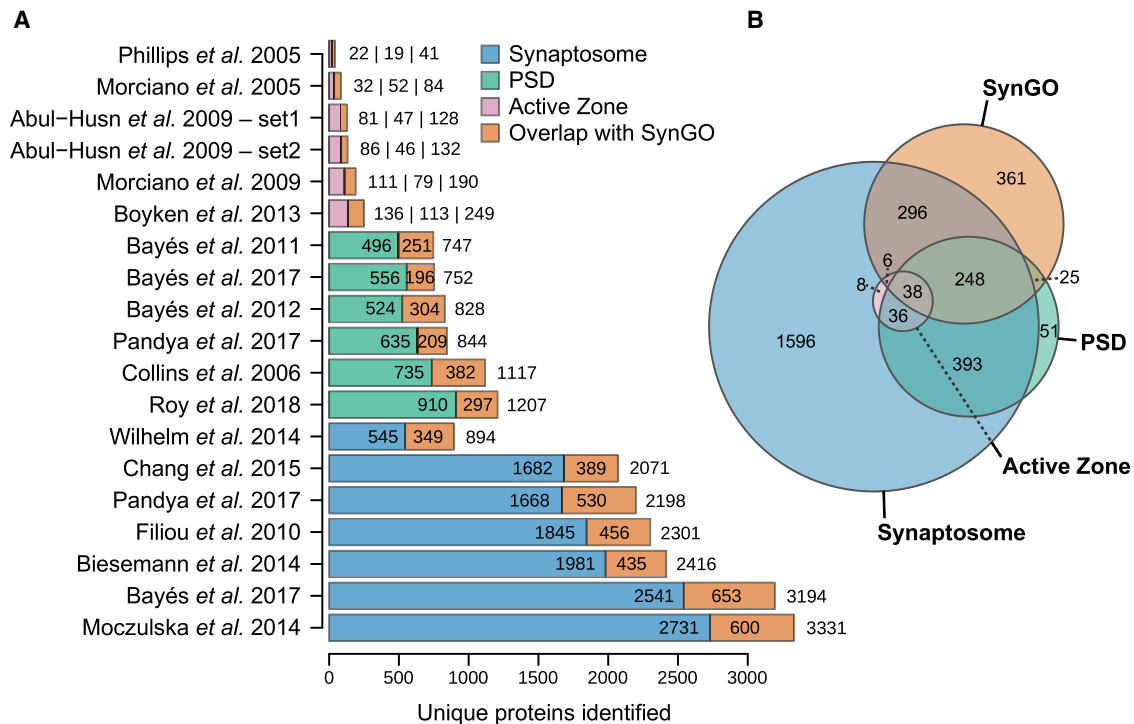 A
Phillips et al. 2005 22 | 19 | 41
Morciano et al. 2005 32 | 52 | 84
Abul−Husn et al. 2009 – set1 81 | 47 | 128
Abul−Husn et al. 2009 – set2 86 | 46 | 132
Morciano et al. 2009 111 | 79 | 190
Boyken et al. 2013 136 | 113 | 249
Bayés et al. 2011 496 251 747
Bayés et al. 2017 556 196 752
Bayés et al. 2012 524 304 828
Pandya et al. 2017 635 209 844
Collins et al. 2006 735 382 1117
Roy et al. 2018 910 297 1207
Wilhelm et al. 2014 545 349 894
Chang et al. 2015 1682 389 2071
Pandya et al. 2017 1668 530 2198
Filiou et al. 2010 1845 456 2301
Biesemann et al. 2014 1981 435 2416
Bayés et al. 2017 2541 653 3194
Moczulska et al. 2014 2731 600 3331
0 500 1000 1500 2000 2500 3000
Unique proteins identified
Synaptosome
PSD
Active Zone
Overlap with SynGO
B
SynGO
361
296
6
8
38
248
25
36
51
1596
PSD
393
Active Zone
Synaptosome